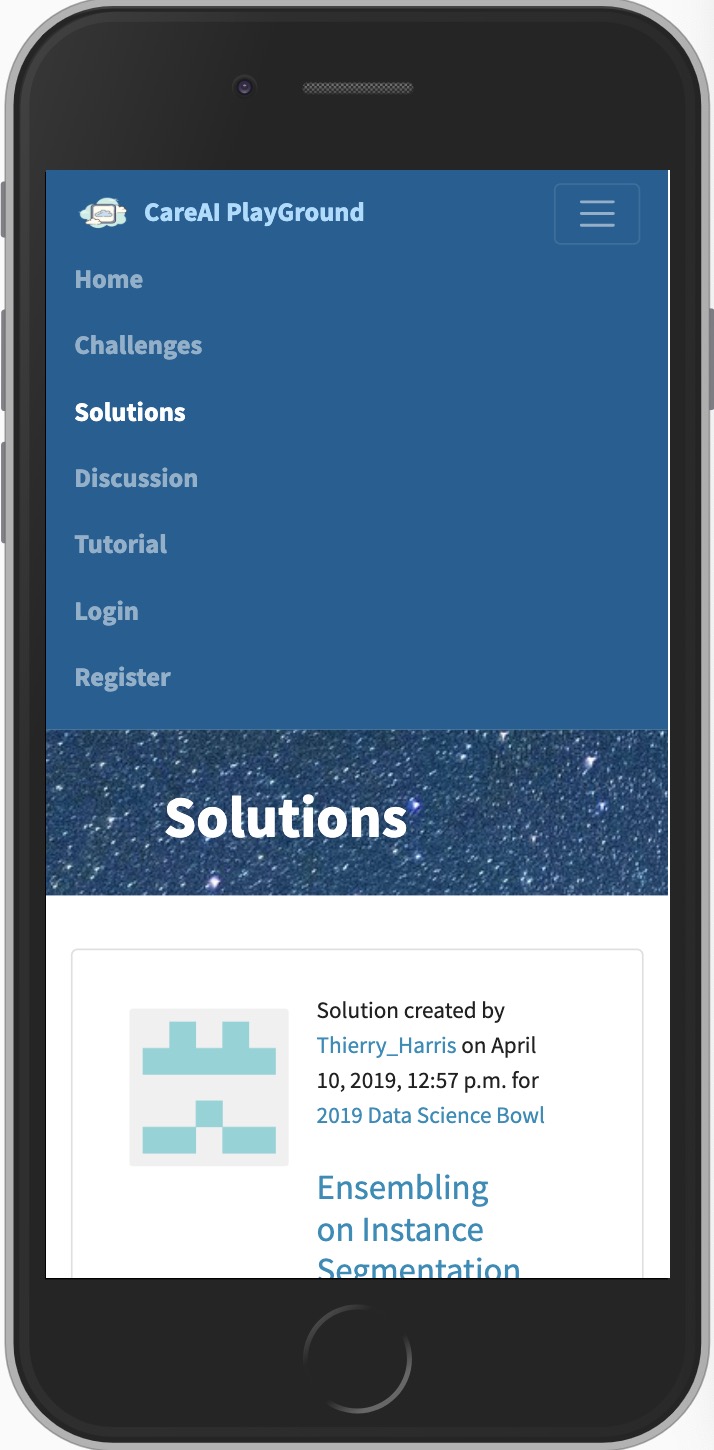 CareAI PlayGround
Home
Challenges
Solutions
Discussion
Tutorial
Login
Register
Solutions
Solution created by
Thierry_Harris on April
10, 2019, 12:57 p.m. for
2019 Data Science Bowl
Ensembling
on Instance
Segmentation